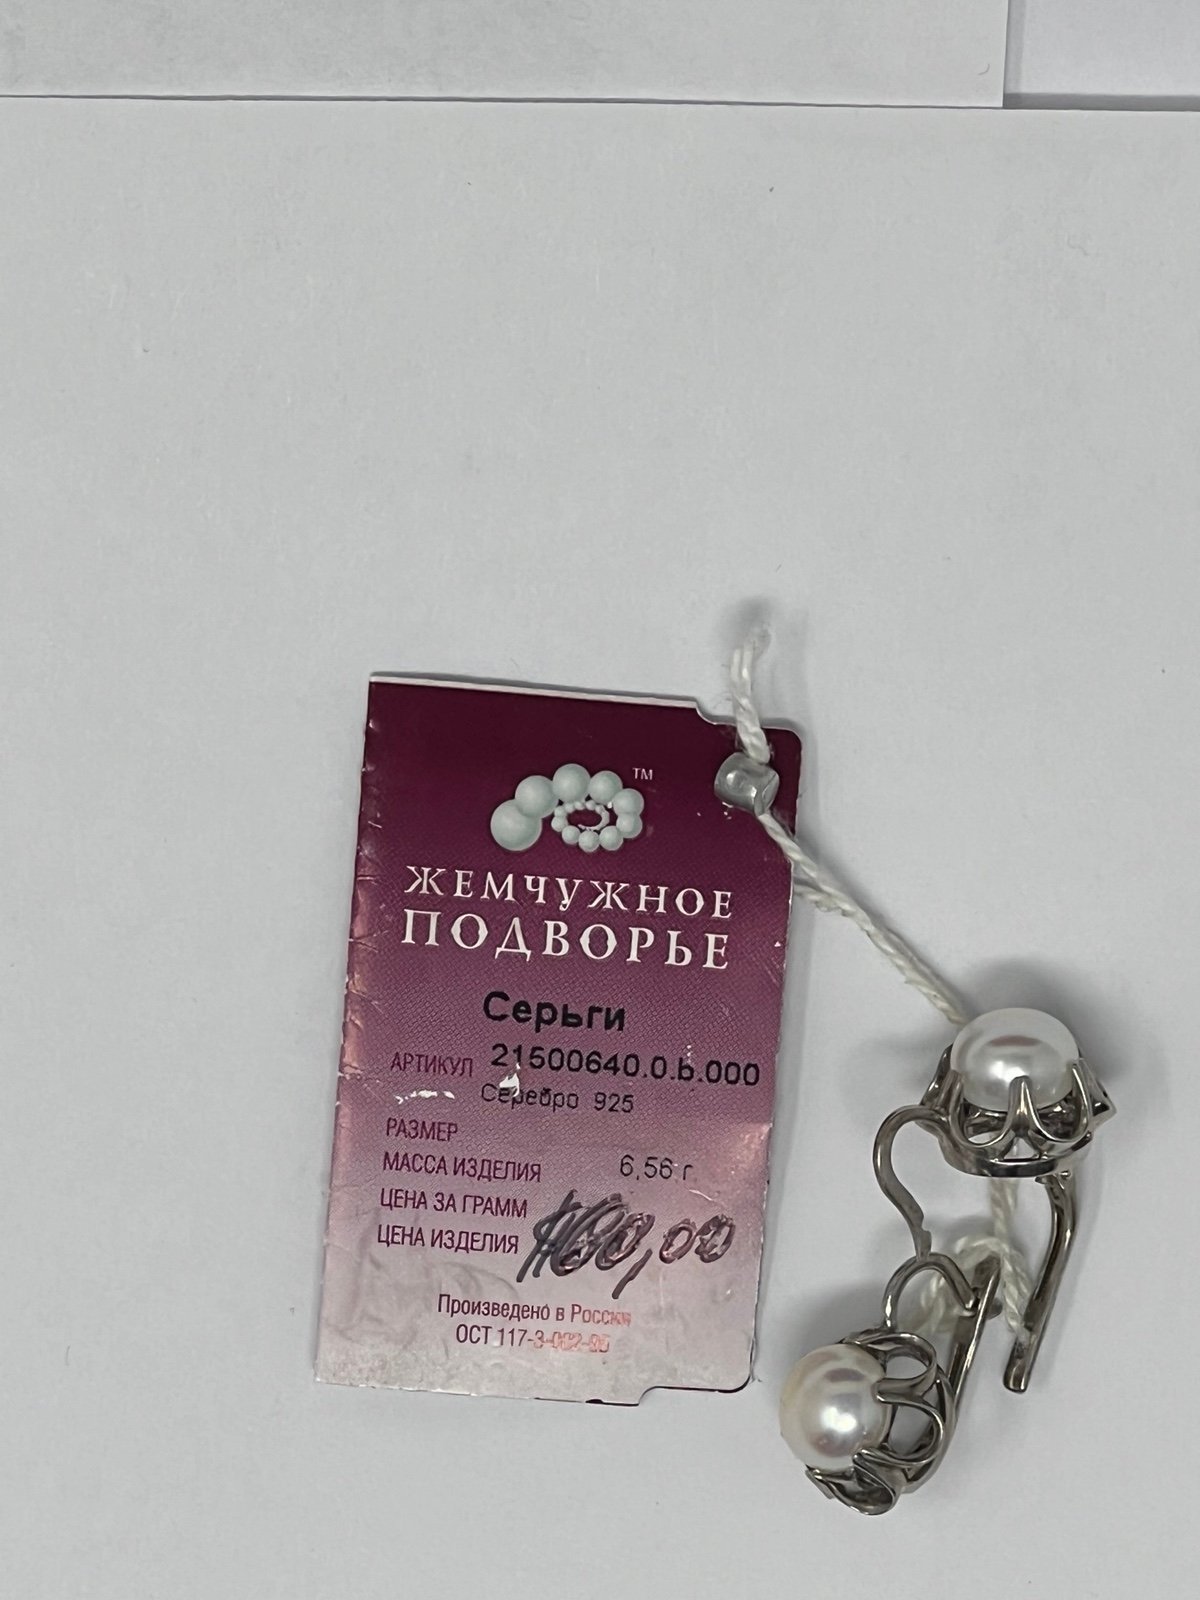 TM
ЖЕМЧУЖНОЕ
ПОДВОРЬЕ
Серьги
АРТИКУЛ 21500640.0.b.000
Серебро 925
РАЗМЕР
МАССА ИЗДЕЛИЯ 6,56 г
ЦЕНА ЗА ГРАММ
ЦЕНА ИЗДЕЛИЯ
Произведено в России
ОСТ 117-3-002-95